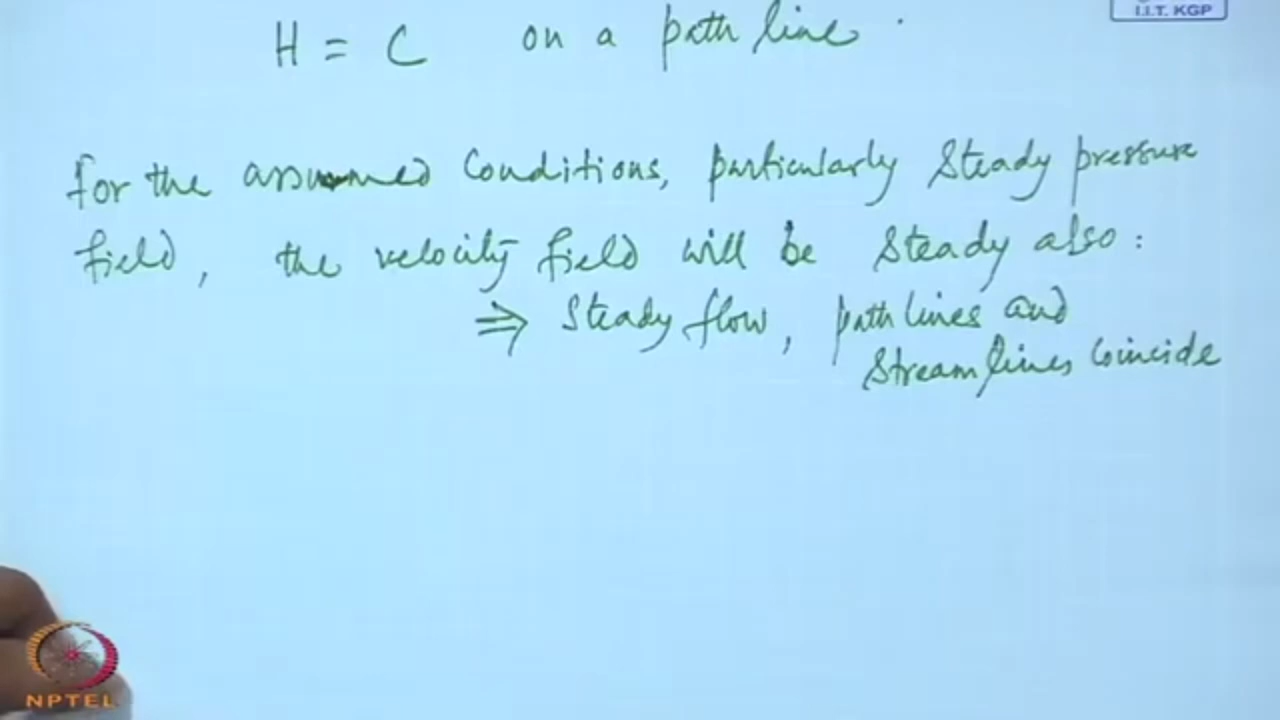 I.I.T. KGP
H = C on a path line .
for the assumed Conditions, particularly Steady pressure
field, the velocity field will be Steady also :
⇒ Steady flow, path lines and
Streamlines Coincide
NPTEL